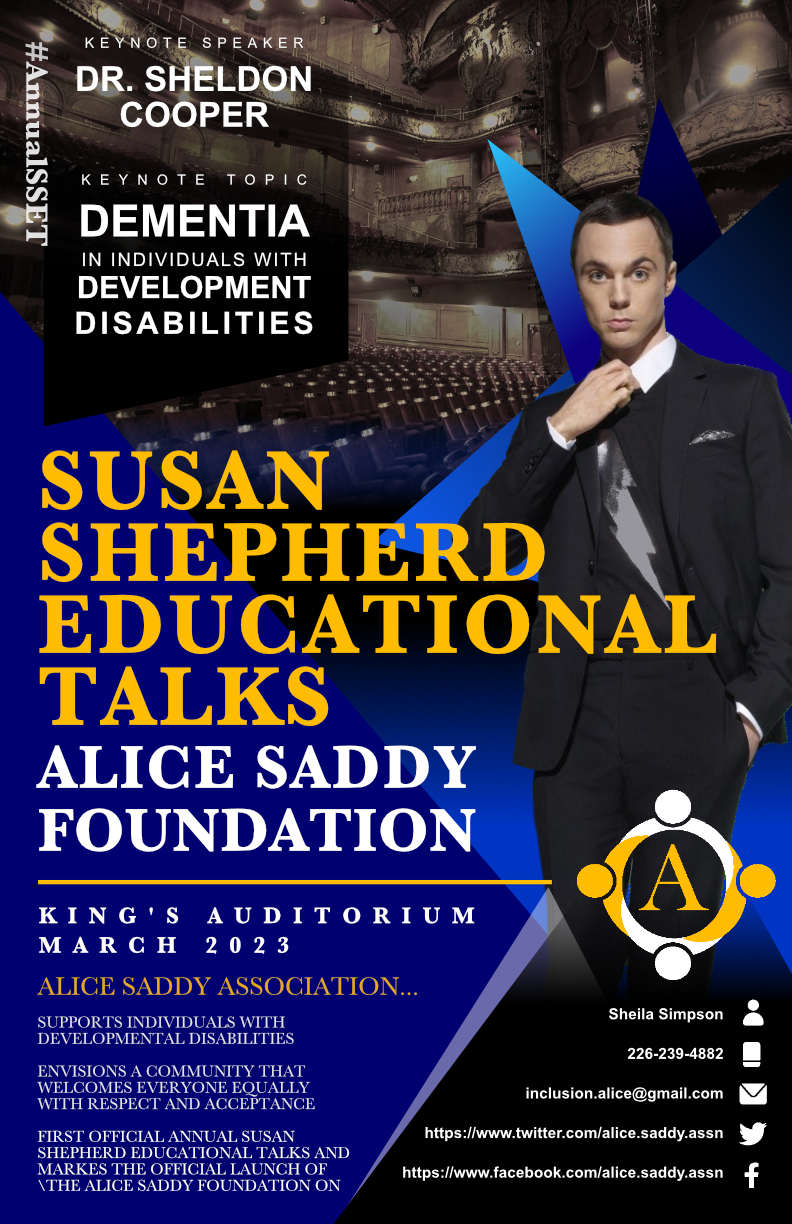 #AnnualSSET
KEYNOTE SPEAKER
DR. SHELDON
COOPER
KEYNOTE TOPIC
DEMENTIA
IN INDIVIDUALS WITH
DEVELOPMENT
DISABILITIES
SUSAN
SHEPHERD
EDUCATIONAL
TALKS
ALICE SADDY
FOUNDATION
KING'S AUDITORIUM
MARCH 2023
ALICE SADDY ASSOCIATION...
SUPPORTS INDIVIDUALS WITH
DEVELOPMENTAL DISABILITIES
ENVISIONS A COMMUNITY THAT
WELCOMES EVERYONE EQUALLY
WITH RESPECT AND ACCEPTANCE
FIRST OFFICIAL ANNUAL SUSAN
SHEPHERD EDUCATIONAL TALKS AND
MARKES THE OFFICIAL LAUNCH OF
\THE ALICE SADDY FOUNDATION ON
A
Sheila Simpson
226-239-4882
inclusion.alice@gmail.com
https://www.twitter.com/alice.saddy.assn
https://www.facebook.com/alice.saddy.assn